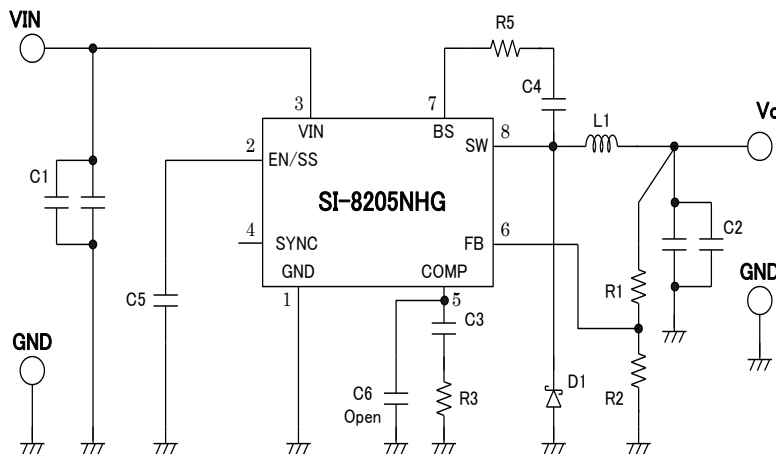 VIN
R5
C4
3
7
L1
Vo
VIN
BS
8
2
SW
C1
EN/SS
SI-8205NHG
4
6
C2
SYNC
FB
GND
COMP
GND
R1
C5
1
5
C3
GND
C6
R3
D1
R2
Open